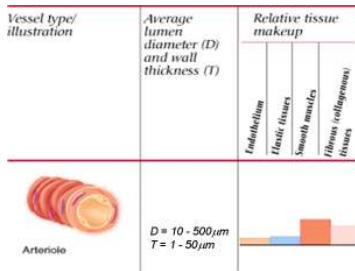 Vessel type/
illustration
Average
lumen
diameter (D)
and wall
thickness (T)
Relative tissue
makeup
Endothelium
Elastic tissues
Smooth muscles
Fibrous (collagenous)
tissues
Arteriole
D = 10 - 500µm
T = 1 - 50µm